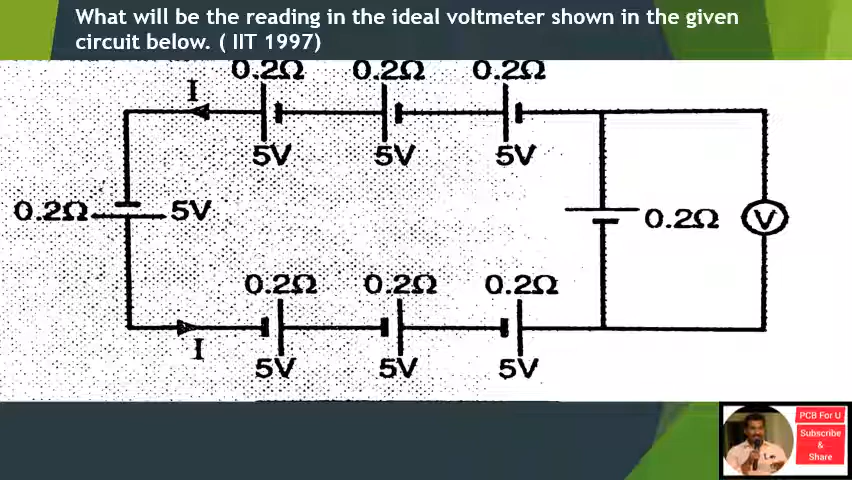 What will be the reading in the ideal voltmeter shown in the given
circuit below. ( IIT 1997)
0.2Ω 0.2Ω 0.2Ω
I
5V 5V 5V
0.2Ω 5V 0.2Ω V
0.2Ω 0.2Ω 0.2Ω
I
5V 5V 5V
PCB For U
Subscribe
&
Share